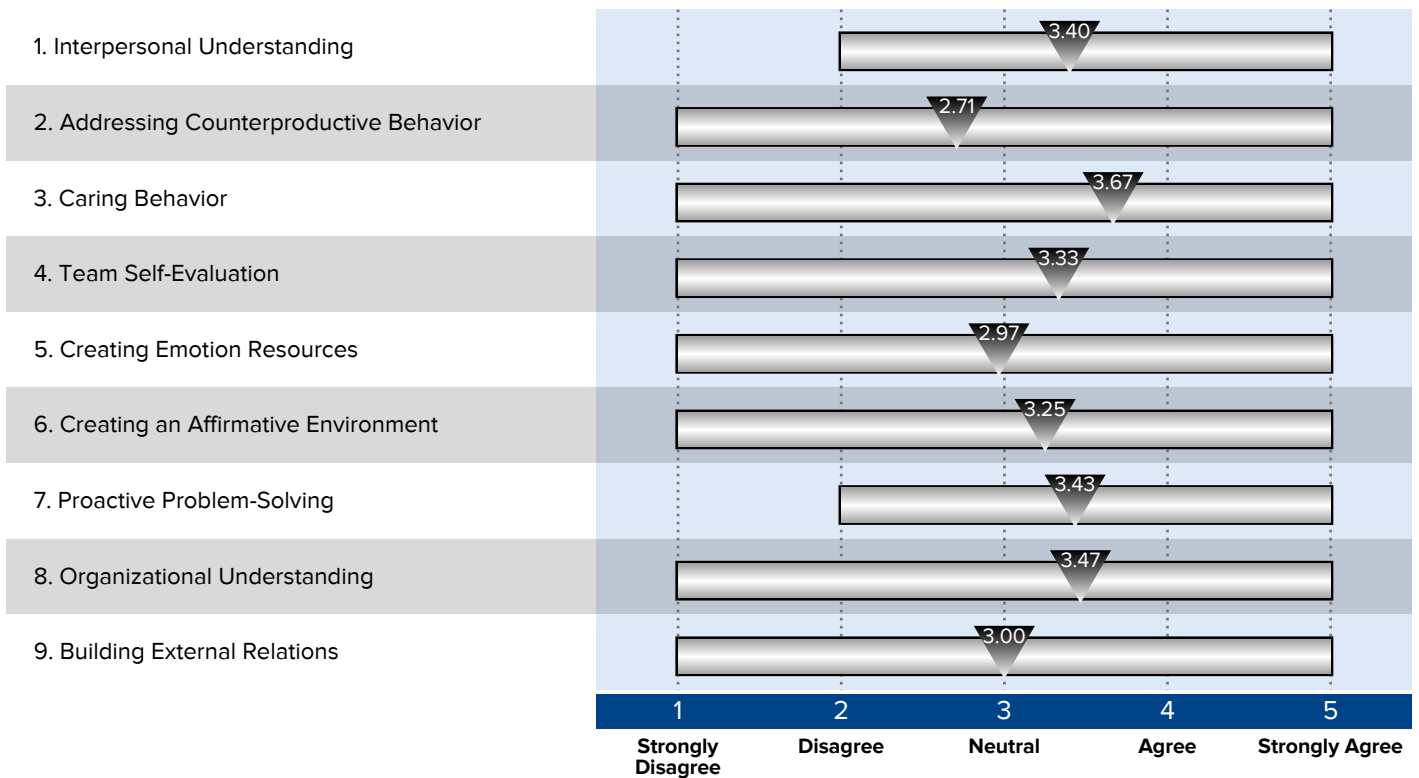 1. Interpersonal Understanding
3.40
2. Addressing Counterproductive Behavior
2.71
3. Caring Behavior
3.67
4. Team Self-Evaluation
3.33
5. Creating Emotion Resources
2.97
6. Creating an Affirmative Environment
3.25
7. Proactive Problem-Solving
3.43
8. Organizational Understanding
3.47
9. Building External Relations
3.00
1 2 3 4 5
Strongly Disagree Neutral Agree Strongly Agree
Disagree